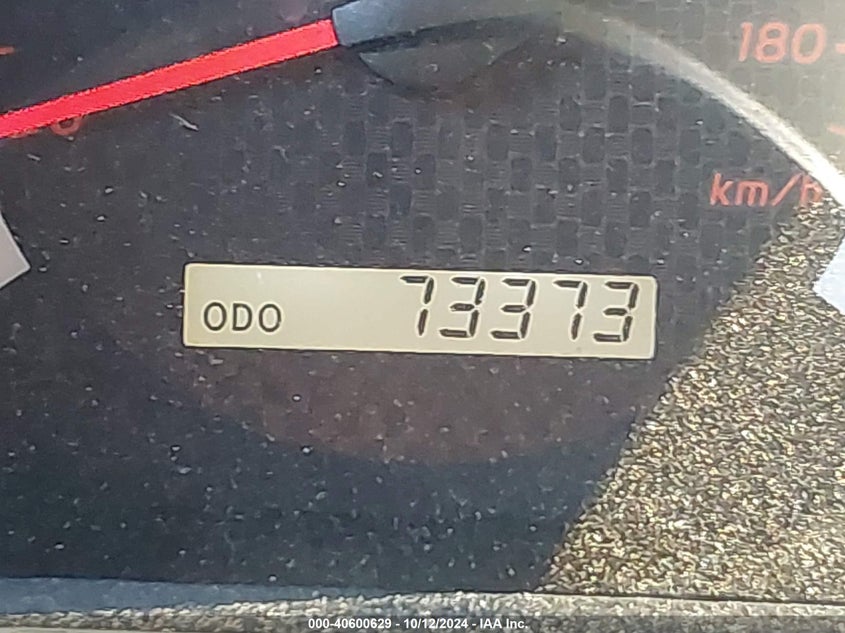 180
km/h
ODO 73373
000-40600629 - 10/12/2024 - IAA Inc.